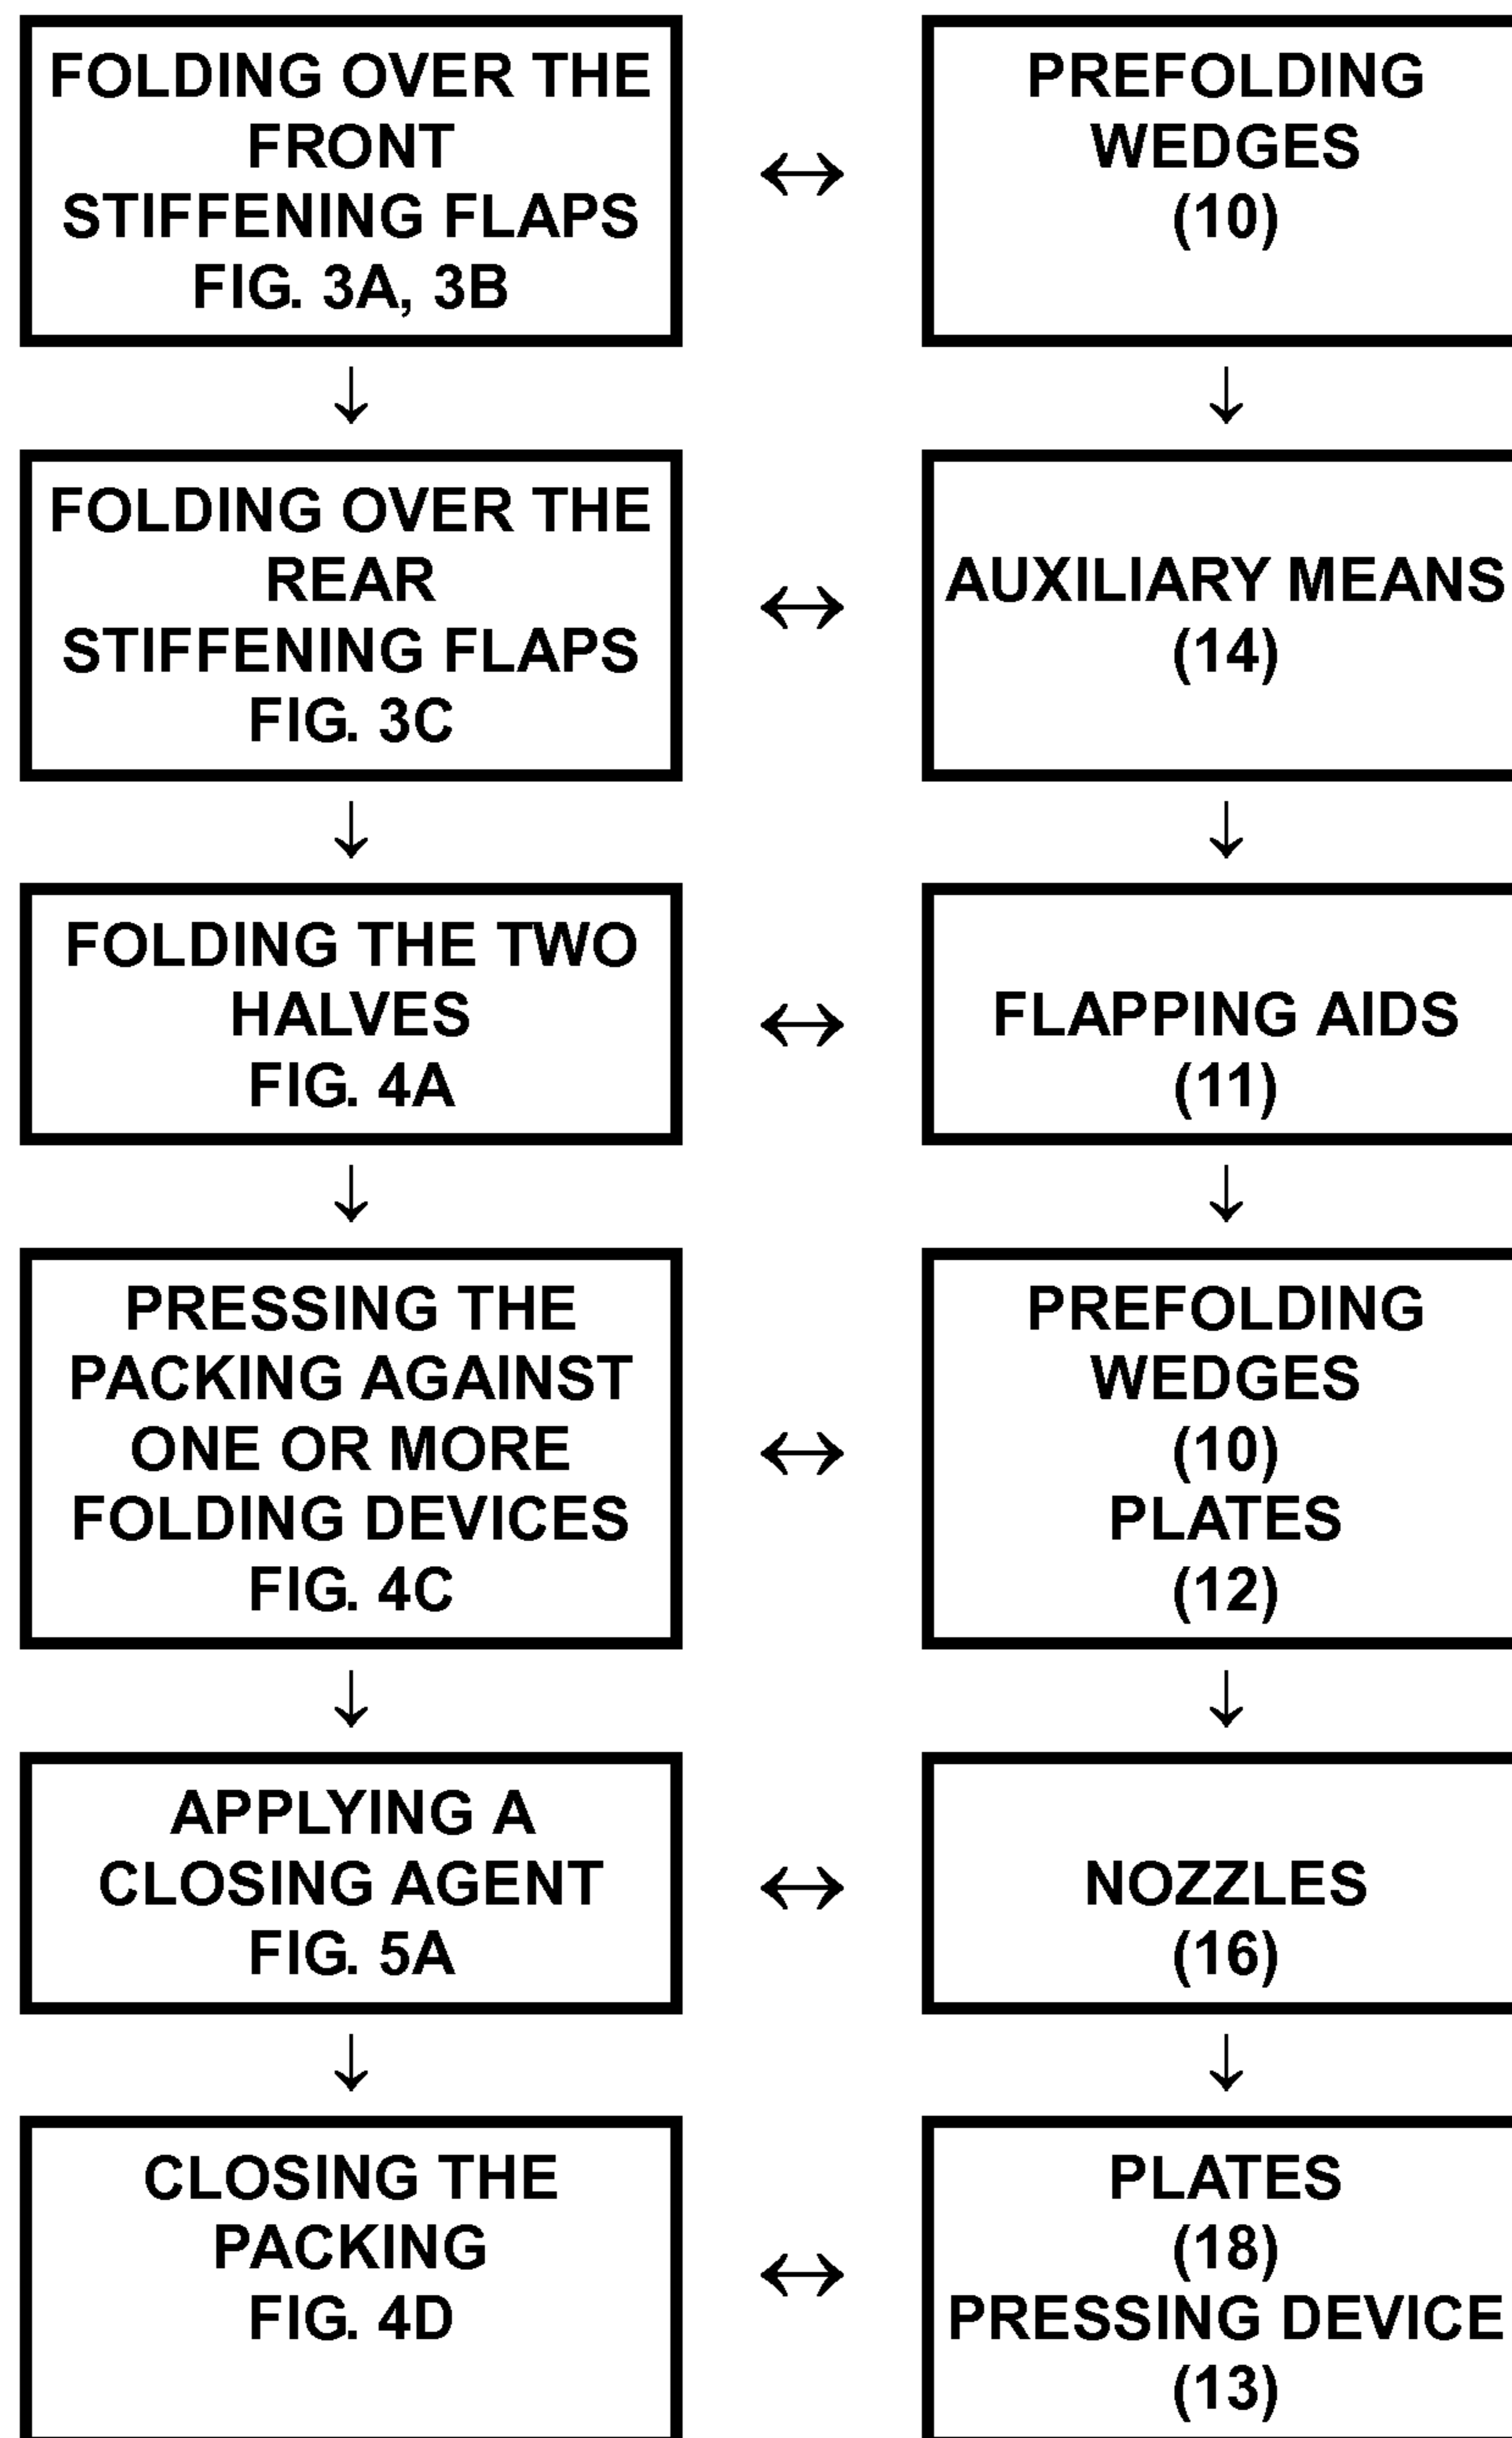 FOLDING OVER THE
FRONT
STIFFENING FLAPS
FIG. 3A, 3B
PREFOLDING
WEDGES
(10)
FOLDING OVER THE
REAR
STIFFENING FLAPS
FIG. 3C
AUXILIARY MEANS
(14)
FOLDING THE TWO
HALVES
FIG. 4A
FLAPPING AIDS
(11)
PRESSING THE
PACKING AGAINST
ONE OR MORE
FOLDING DEVICES
FIG. 4C
PREFOLDING
WEDGES
(10)
PLATES
(12)
APPLYING A
CLOSING AGENT
FIG. 5A
NOZZLES
(16)
CLOSING THE
PACKING
FIG. 4D
PLATES
(18)
PRESSING DEVICE
(13)